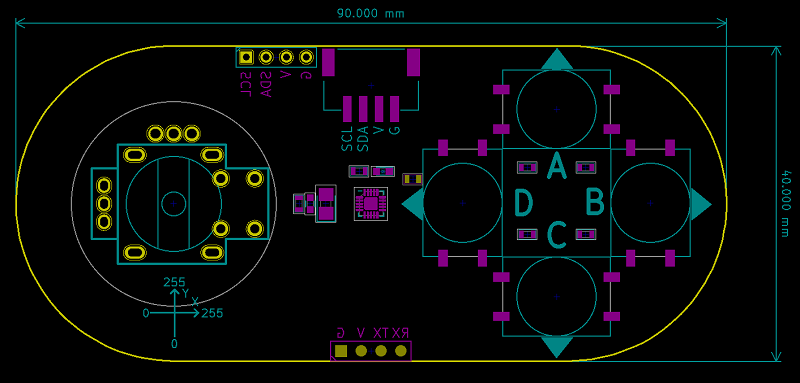 90.000 mm
SCL SDA V G
SCL SDA V G
A
D B
C
40.000 mm
255
Y
X
0 255
0
G V TX RX